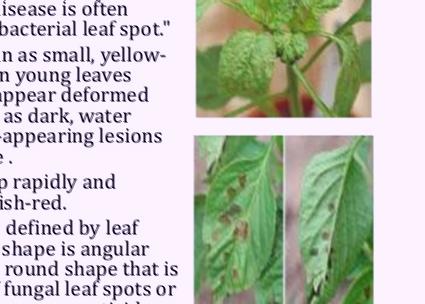 isease is often
bacterial leaf spot."
n as small, yellow-
n young leaves
appear deformed
as dark, water
-appearing lesions
e .
p rapidly and
ish-red.
defined by leaf
shape is angular
round shape that is
fungal leaf spots or